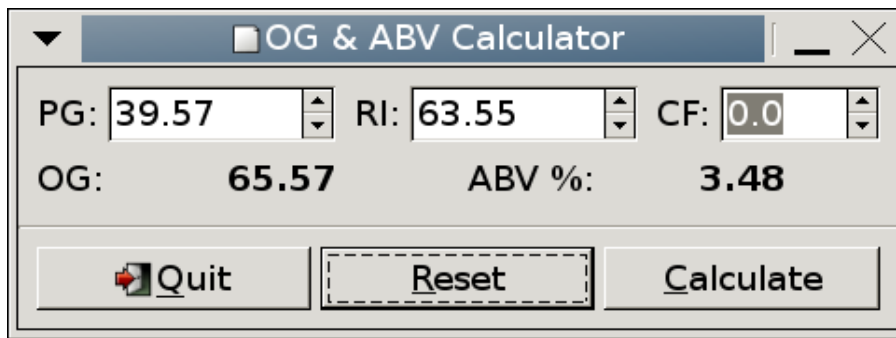 OG & ABV Calculator
PG: 39.57 RI: 63.55 CF: 0.0
OG: 65.57 ABV %: 3.48
Quit Reset Calculate